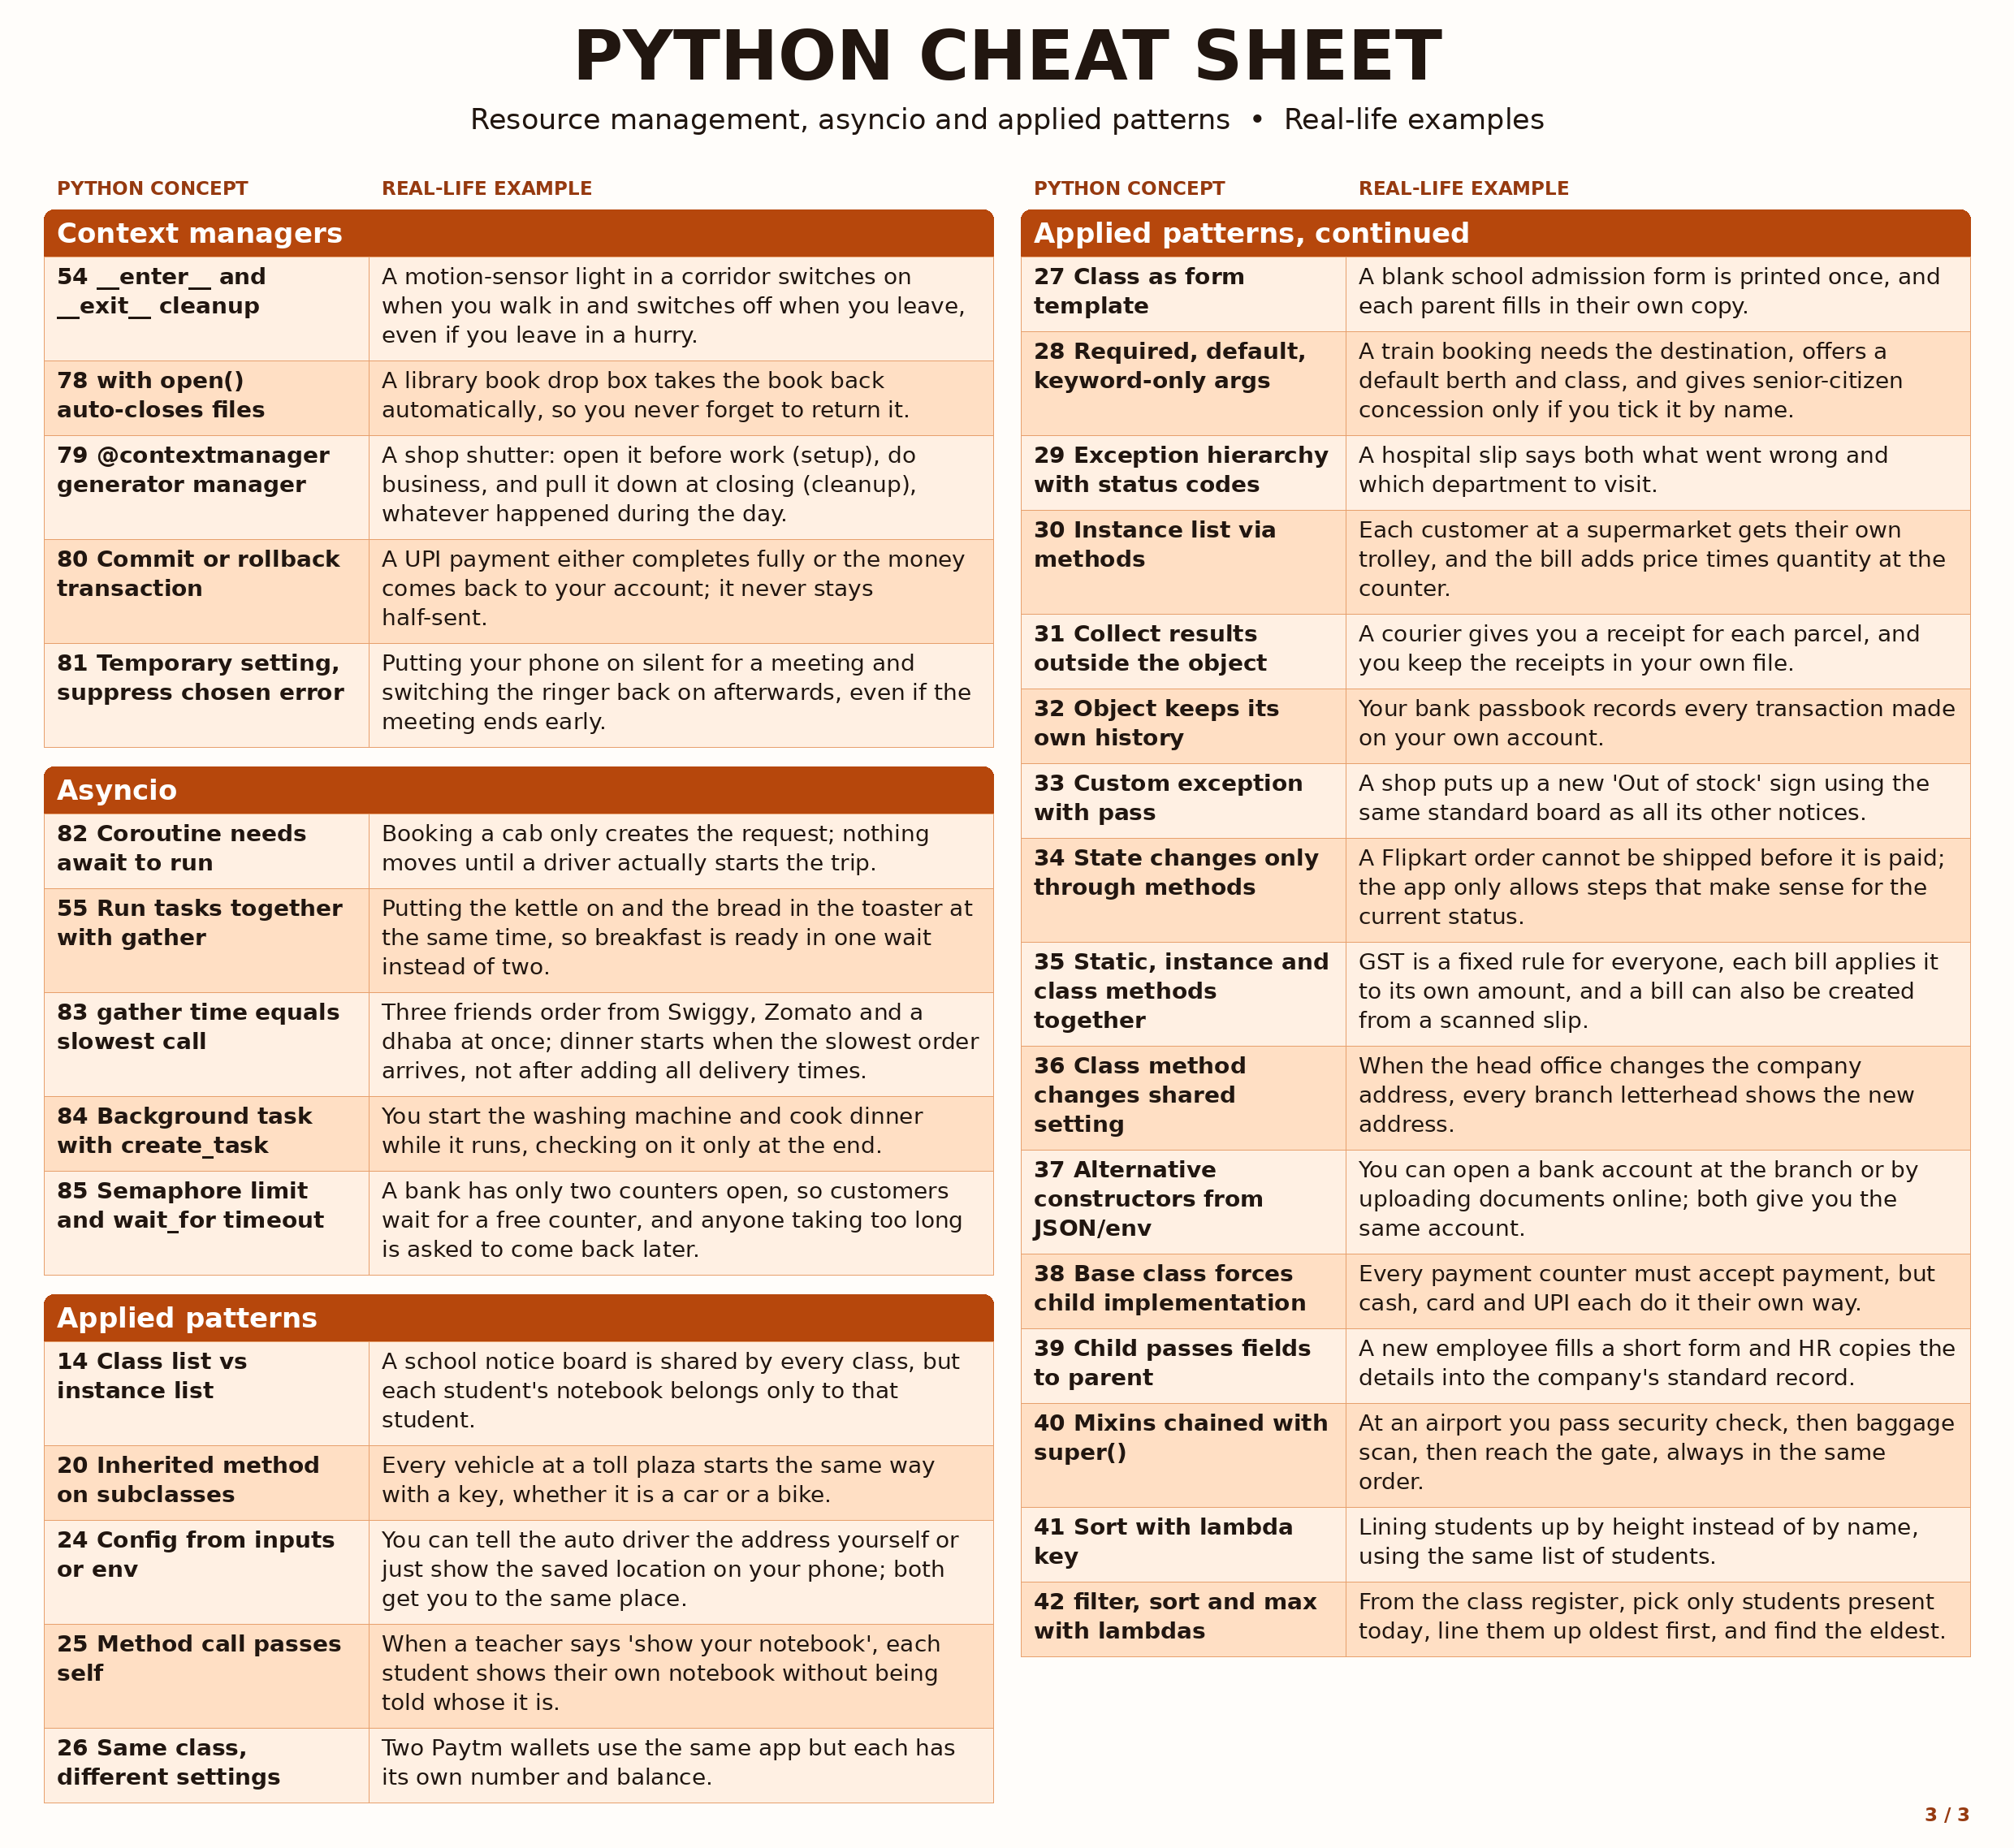 PYTHON CHEAT SHEET
Resource management, asyncio and applied patterns • Real-life examples
PYTHON CONCEPT REAL-LIFE EXAMPLE
Context managers
54 __enter__ and
__exit__ cleanup
A motion-sensor light in a corridor switches on
when you walk in and switches off when you leave,
even if you leave in a hurry.
78 with open()
auto-closes files
A library book drop box takes the book back
automatically, so you never forget to return it.
79 @contextmanager
generator manager
A shop shutter: open it before work (setup), do
business, and pull it down at closing (cleanup),
whatever happened during the day.
80 Commit or rollback
transaction
A UPI payment either completes fully or the money
comes back to your account; it never stays
half-sent.
81 Temporary setting,
suppress chosen error
Putting your phone on silent for a meeting and
switching the ringer back on afterwards, even if the
meeting ends early.
Asyncio
82 Coroutine needs
await to run
Booking a cab only creates the request; nothing
moves until a driver actually starts the trip.
55 Run tasks together
with gather
Putting the kettle on and the bread in the toaster at
the same time, so breakfast is ready in one wait
instead of two.
83 gather time equals
slowest call
Three friends order from Swiggy, Zomato and a
dhaba at once; dinner starts when the slowest order
arrives, not after adding all delivery times.
84 Background task
with create_task
You start the washing machine and cook dinner
while it runs, checking on it only at the end.
85 Semaphore limit
and wait_for timeout
A bank has only two counters open, so customers
wait for a free counter, and anyone taking too long
is asked to come back later.
Applied patterns
14 Class list vs
instance list
A school notice board is shared by every class, but
each student's notebook belongs only to that
student.
20 Inherited method
on subclasses
Every vehicle at a toll plaza starts the same way
with a key, whether it is a car or a bike.
24 Config from inputs
or env
You can tell the auto driver the address yourself or
just show the saved location on your phone; both
get you to the same place.
25 Method call passes
self
When a teacher says 'show your notebook', each
student shows their own notebook without being
told whose it is.
26 Same class,
different settings
Two Paytm wallets use the same app but each has
its own number and balance.
PYTHON CONCEPT REAL-LIFE EXAMPLE
Applied patterns, continued
27 Class as form
template
A blank school admission form is printed once, and
each parent fills in their own copy.
28 Required, default,
keyword-only args
A train booking needs the destination, offers a
default berth and class, and gives senior-citizen
concession only if you tick it by name.
29 Exception hierarchy
with status codes
A hospital slip says both what went wrong and
which department to visit.
30 Instance list via
methods
Each customer at a supermarket gets their own
trolley, and the bill adds price times quantity at the
counter.
31 Collect results
outside the object
A courier gives you a receipt for each parcel, and
you keep the receipts in your own file.
32 Object keeps its
own history
Your bank passbook records every transaction made
on your own account.
33 Custom exception
with pass
A shop puts up a new 'Out of stock' sign using the
same standard board as all its other notices.
34 State changes only
through methods
A Flipkart order cannot be shipped before it is paid;
the app only allows steps that make sense for the
current status.
35 Static, instance and
class methods
together
GST is a fixed rule for everyone, each bill applies it
to its own amount, and a bill can also be created
from a scanned slip.
36 Class method
changes shared
setting
When the head office changes the company
address, every branch letterhead shows the new
address.
37 Alternative
constructors from
JSON/env
You can open a bank account at the branch or by
uploading documents online; both give you the
same account.
38 Base class forces
child implementation
Every payment counter must accept payment, but
cash, card and UPI each do it their own way.
39 Child passes fields
to parent
A new employee fills a short form and HR copies the
details into the company's standard record.
40 Mixins chained with
super()
At an airport you pass security check, then baggage
scan, then reach the gate, always in the same
order.
41 Sort with lambda
key
Lining students up by height instead of by name,
using the same list of students.
42 filter, sort and max
with lambdas
From the class register, pick only students present
today, line them up oldest first, and find the eldest.
3 / 3